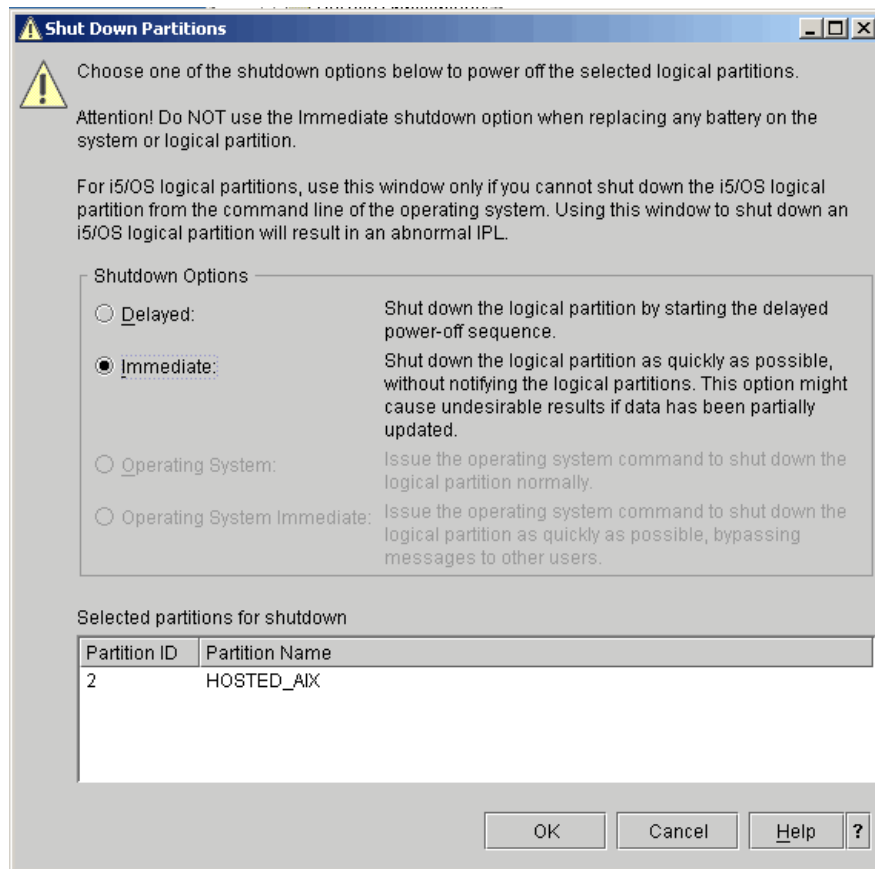 Shut Down Partitions
Choose one of the shutdown options below to power off the selected logical partitions.
Attention! Do NOT use the Immediate shutdown option when replacing any battery on the
system or logical partition.
For i5/OS logical partitions, use this window only if you cannot shut down the i5/OS logical
partition from the command line of the operating system. Using this window to shut down an
i5/OS logical partition will result in an abnormal IPL.
Shutdown Options
Delayed: Shut down the logical partition by starting the delayed
power-off sequence.
Immediate: Shut down the logical partition as quickly as possible,
without notifying the logical partitions. This option might
cause undesirable results if data has been partially
updated.
Operating System: Issue the operating system command to shut down the
logical partition normally.
Operating System Immediate: Issue the operating system command to shut down the
logical partition as quickly as possible, bypassing
messages to other users.
Selected partitions for shutdown
Partition ID Partition Name
2 HOSTED_AIX
OK Cancel Help ?